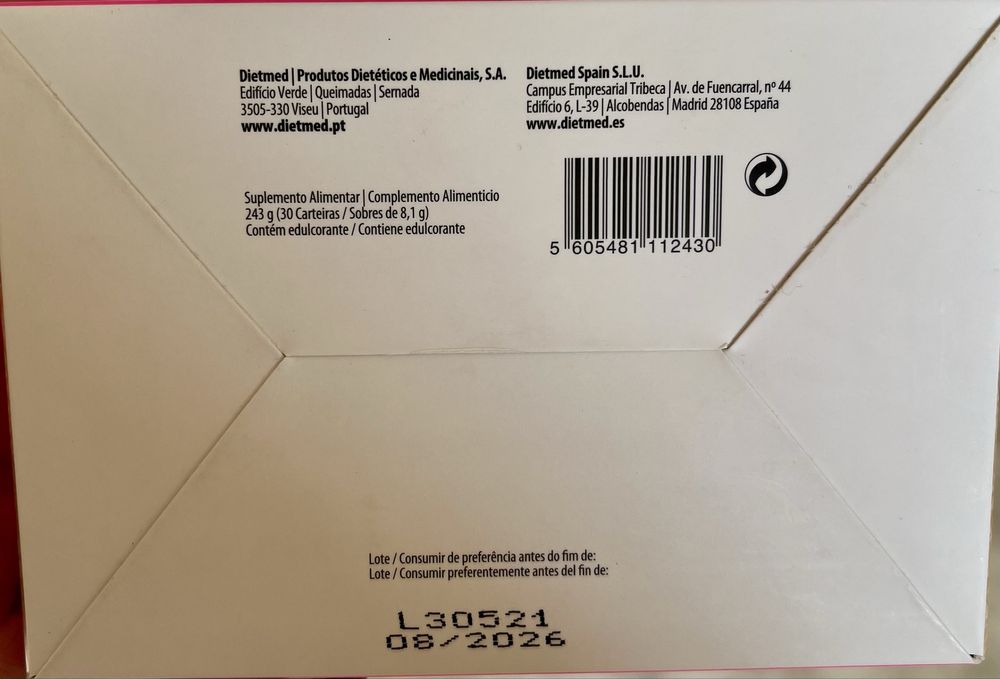 Dietmed | Produtos Dietéticos e Medicinais, S.A.
Edifício Verde | Queimadas | Sernada
3505-330 Viseu | Portugal
www.dietmed.pt
Dietmed Spain S.L.U.
Campus Empresarial Tribeca | Av. de Fuencarral, nº 44
Edifício 6, L-39 | Alcobendas | Madrid 28108 España
www.dietmed.es
Suplemento Alimentar | Complemento Alimenticio
243 g (30 Carteiras / Sobres de 8,1 g)
Contém edulcorante / Contiene edulcorante
5 605481 112430
Lote / Consumir de preferência antes do fim de:
Lote / Consumir preferentemente antes del fin de:
L30521
08/2026